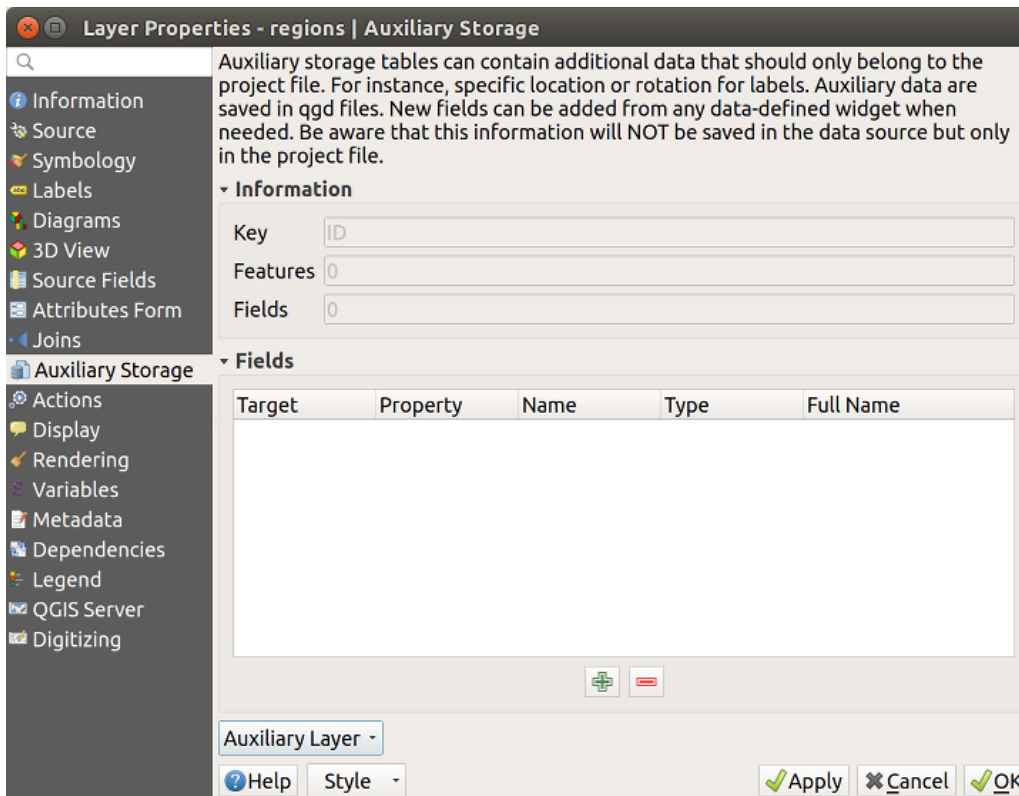 Layer Properties - regions | Auxiliary Storage
Information
Source
Symbology
Labels
Diagrams
3D View
Source Fields
Attributes Form
Joins
Auxiliary Storage
Actions
Display
Rendering
Variables
Metadata
Dependencies
Legend
QGIS Server
Digitizing
Auxiliary storage tables can contain additional data that should only belong to the
project file. For instance, specific location or rotation for labels. Auxiliary data are
saved in qgd files. New fields can be added from any data-defined widget when
needed. Be aware that this information will NOT be saved in the data source but only
in the project file.
Information
Key ID
Features 0
Fields 0
Fields
Target Property Name Type Full Name
Auxiliary Layer
Help Style Apply Cancel OK